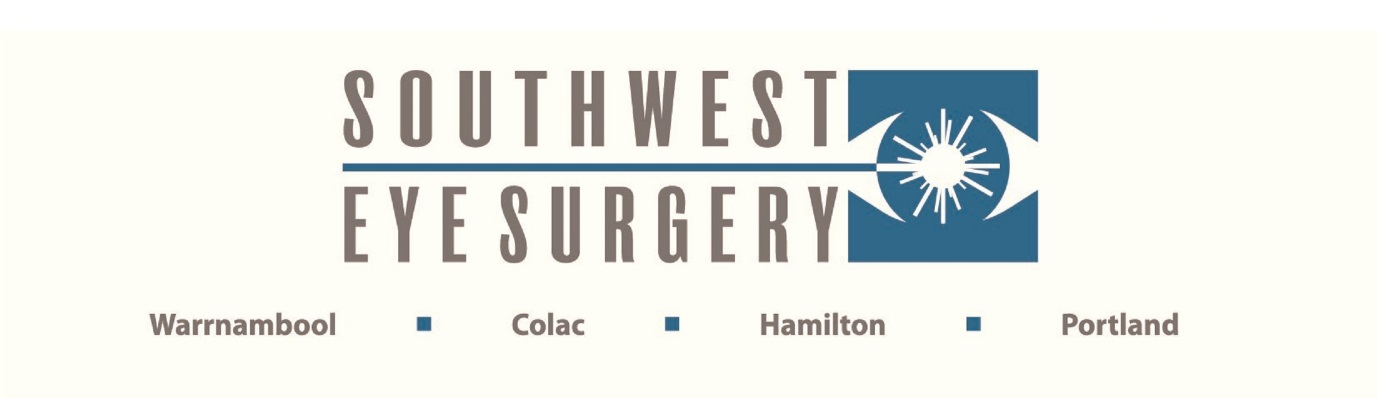 SOUTHWEST
EYE SURGERY
Warrnambool ▪ Colac ▪ Hamilton ▪ Portland